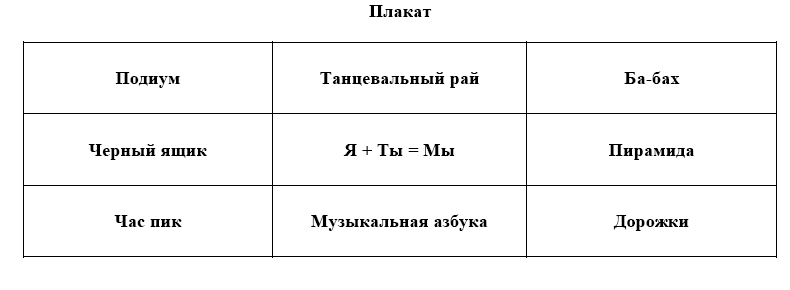 Плакат
Подиум Танцевальный рай Ба-бах
Черный ящик Я + Ты = Мы Пирамида
Час пик Музыкальная азбука Дорожки